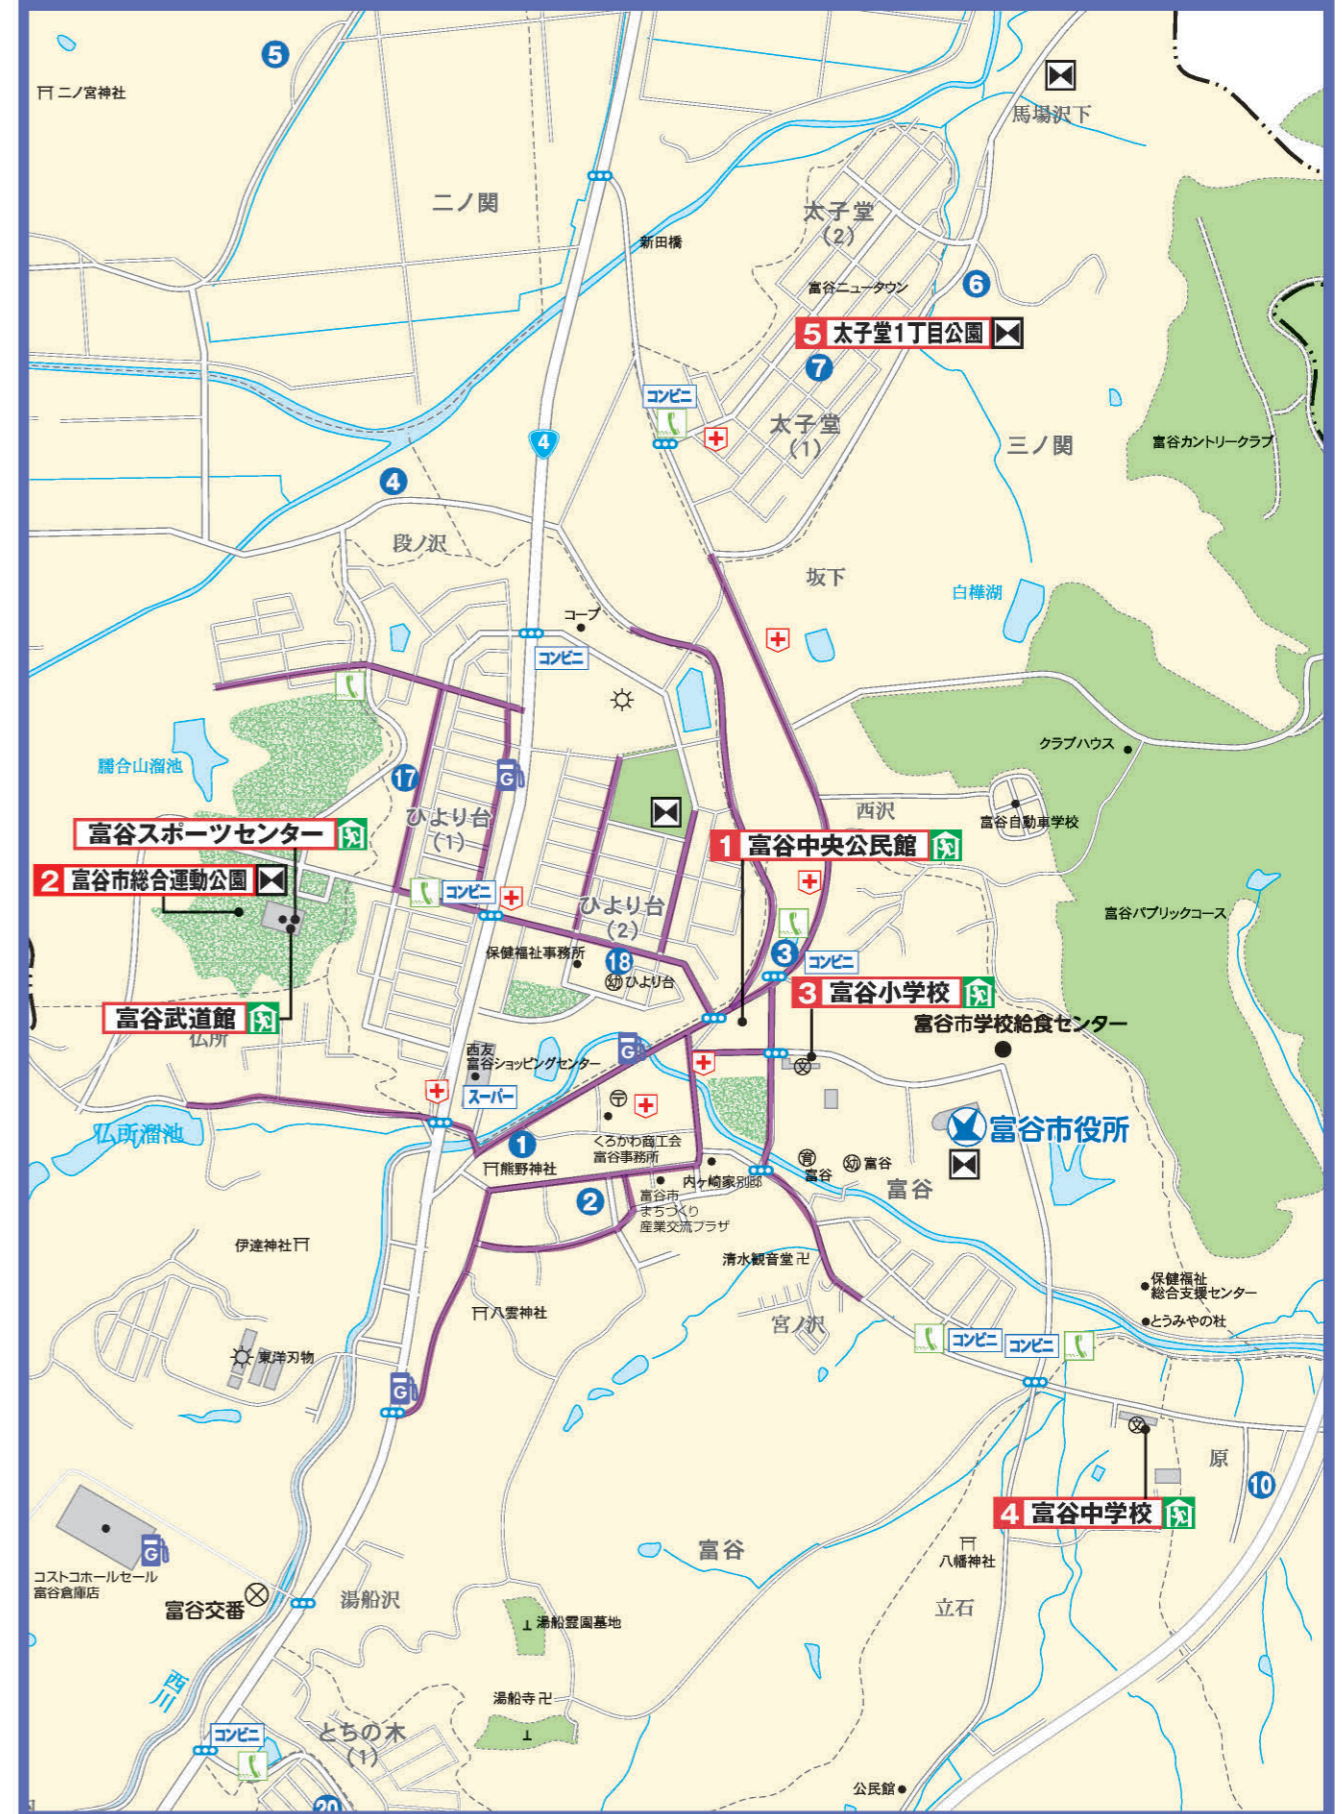 5
二ノ宮神社
馬場沢下
二ノ関
太子堂
(2)
新田橋
富谷ニュータウン
6
5 太子堂1丁目公園
7
コンビニ
太子堂
(1)
4
三ノ関
富谷カントリークラブ
4
段ノ沢
坂下
白樺湖
コープ
コンビニ
クラブハウス
17
G
ひより台
(1)
西沢
富谷自動車学校
富谷スポーツセンター
1 富谷中央公民館
2 富谷市総合運動公園
コンビニ
ひより台
(2)
富谷パブリックコース
保健福祉事務所
18
幼 ひより台
3
コンビニ
3 富谷小学校
富谷武道館
仏所
富谷市学校給食センター
西友
富谷ショッピングセンター
G
文
スーパー
仏所溜池
富谷市役所
1
くろかわ商工会
富谷事務所
熊野神社
内ヶ崎家別邸
育
富谷
幼 富谷
富谷
2
富谷市
まちづくり
産業交流プラザ
伊達神社
清水観音堂
保健福祉
総合支援センター
八雲神社
宮ノ沢
とうみやの杜
コンビニ
コンビニ
東洋刃物
G
文
原
10
4 富谷中学校
G
富谷
八幡神社
コストコホールセール
富谷倉庫店
富谷交番
湯船沢
立石
湯船霊園墓地
西川
湯船寺
コンビニ
とちの木
(1)
公民館
20